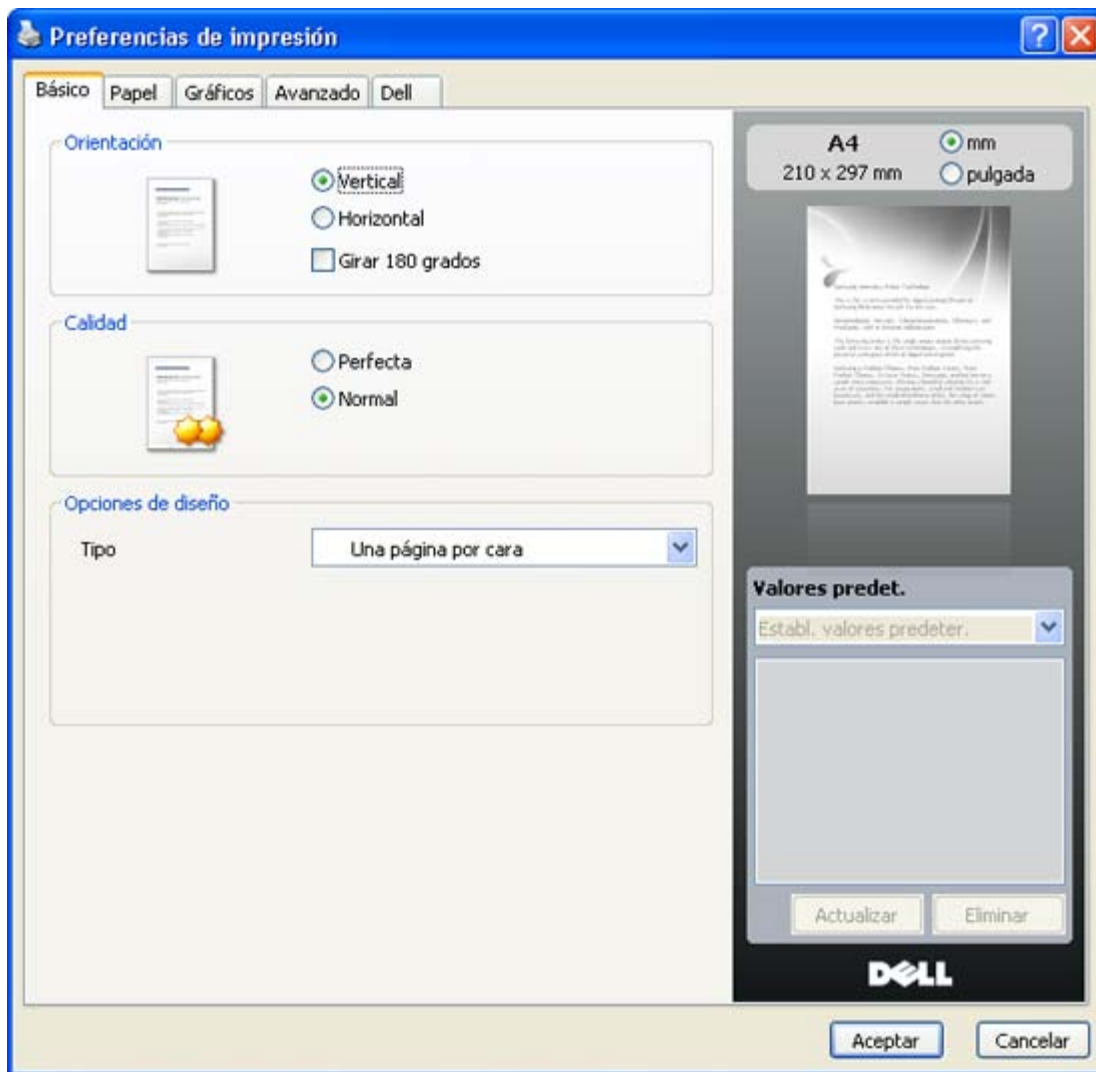 Preferencias de impresión
Básico Papel Gráficos Avanzado Dell
Orientación
Vertical
Horizontal
Girar 180 grados
Calidad
Perfecta
Normal
Opciones de diseño
Tipo Una página por cara
A4
210 x 297 mm
mm
pulgada
Valores predet.
Establ. valores predeter.
Actualizar Eliminar
DELL
Aceptar Cancelar